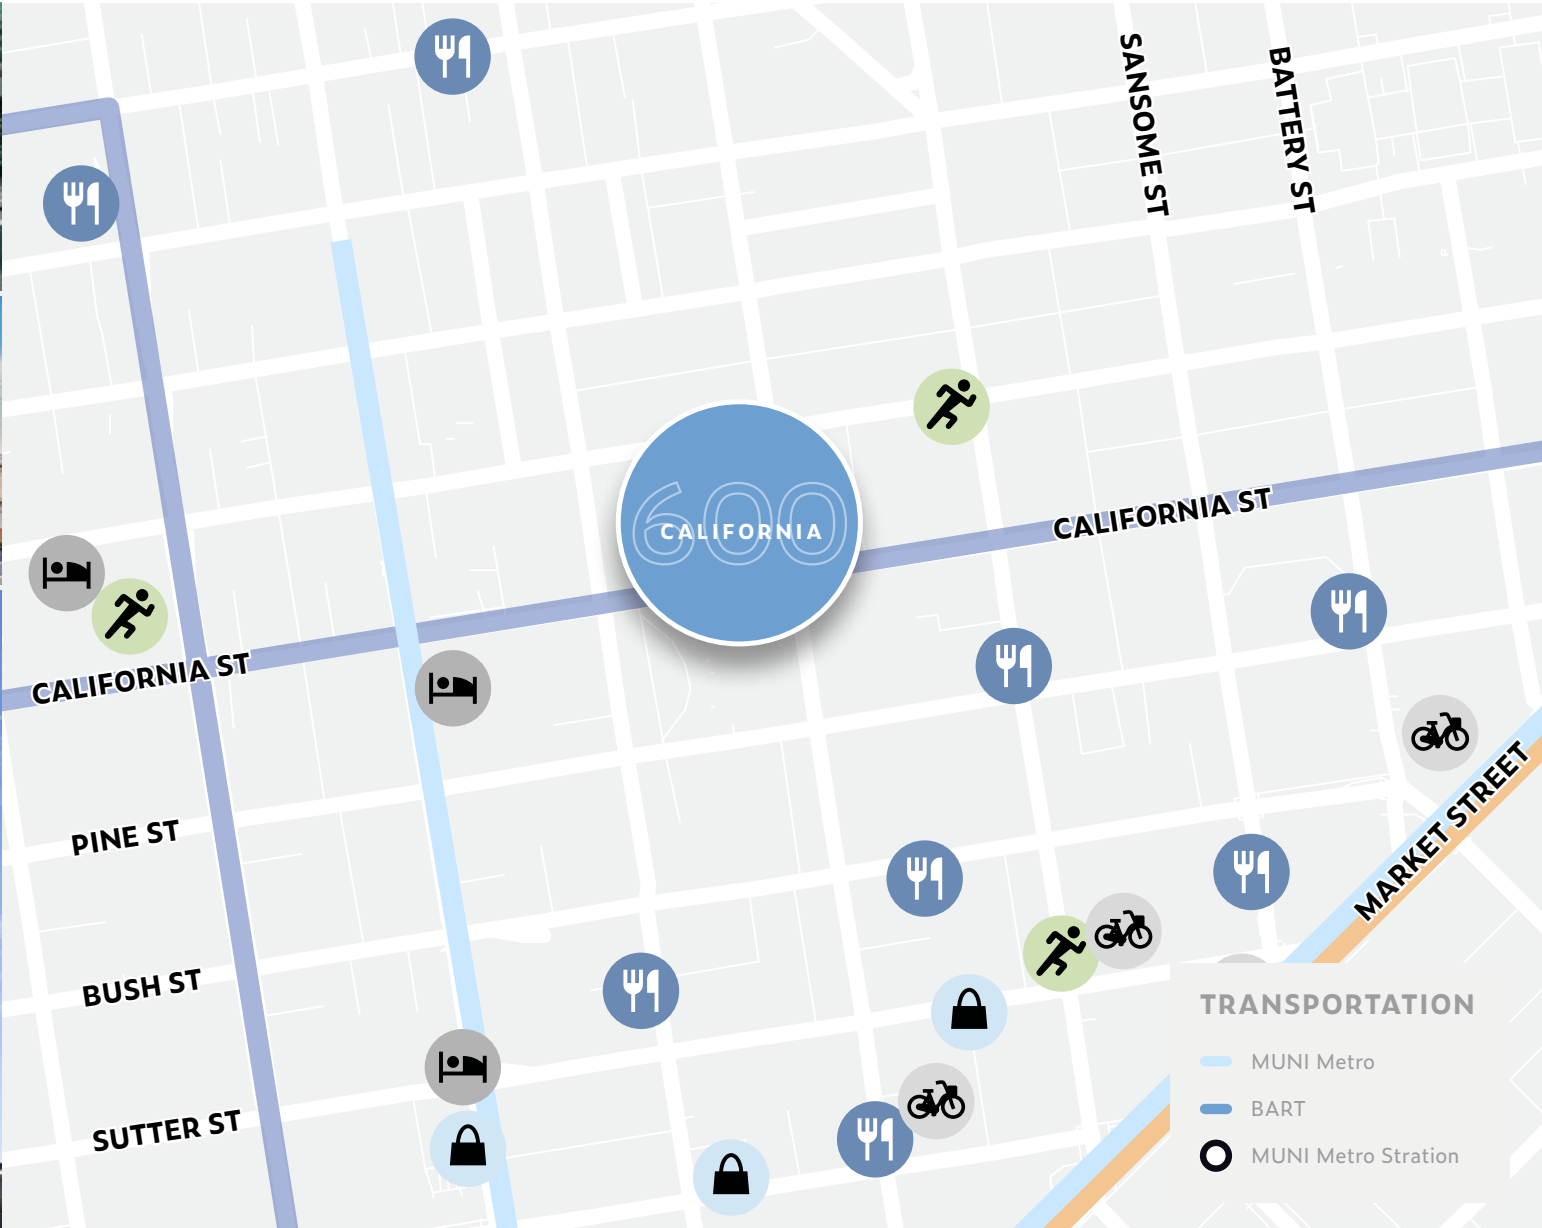 SANSOME ST
BATTERY ST
600
CALIFORNIA
CALIFORNIA ST
CALIFORNIA ST
PINE ST
MARKET STREET
BUSH ST
SUTTER ST
TRANSPORTATION
MUNI Metro
BART
MUNI Metro Stration